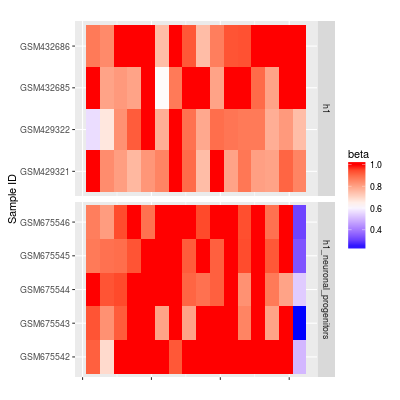 GSM432686
GSM432685
GSM429322
GSM429321
h1
GSM675546
GSM675545
GSM675544
GSM675543
GSM675542
h1_neuronal_progenitors
Sample ID
beta
1.0
0.8
0.6
0.4